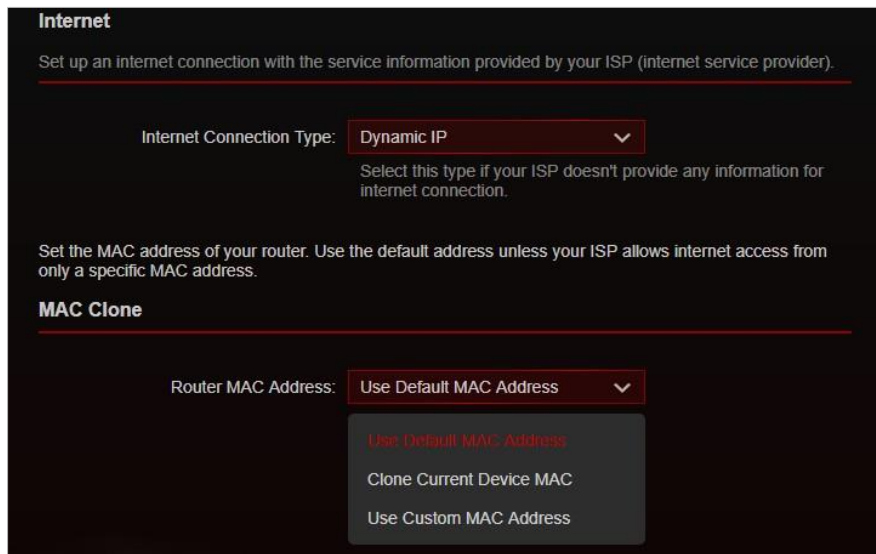 Internet
Set up an internet connection with the service information provided by your ISP (internet service provider).
Internet Connection Type: Dynamic IP
Select this type if your ISP doesn't provide any information for
internet connection.
Set the MAC address of your router. Use the default address unless your ISP allows internet access from
only a specific MAC address.
MAC Clone
Router MAC Address: Use Default MAC Address
Use Default MAC Address
Clone Current Device MAC
Use Custom MAC Address